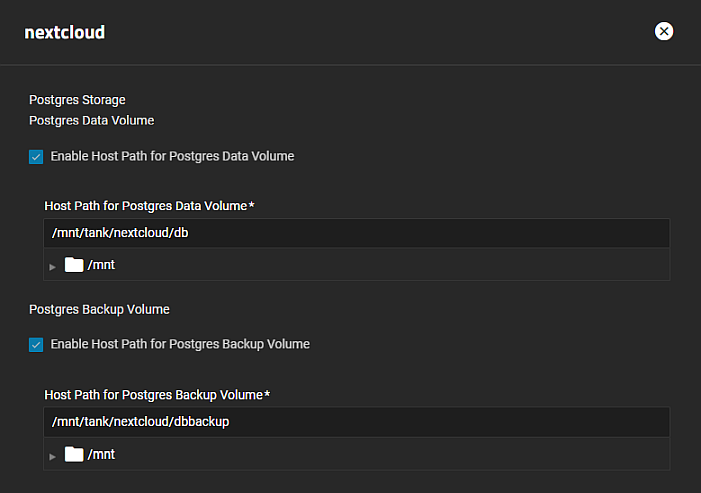 nextcloud
Postgres Storage
Postgres Data Volume
Enable Host Path for Postgres Data Volume
Host Path for Postgres Data Volume*
/mnt/tank/nextcloud/db
/mnt
Postgres Backup Volume
Enable Host Path for Postgres Backup Volume
Host Path for Postgres Backup Volume*
/mnt/tank/nextcloud/dbbackup
/mnt